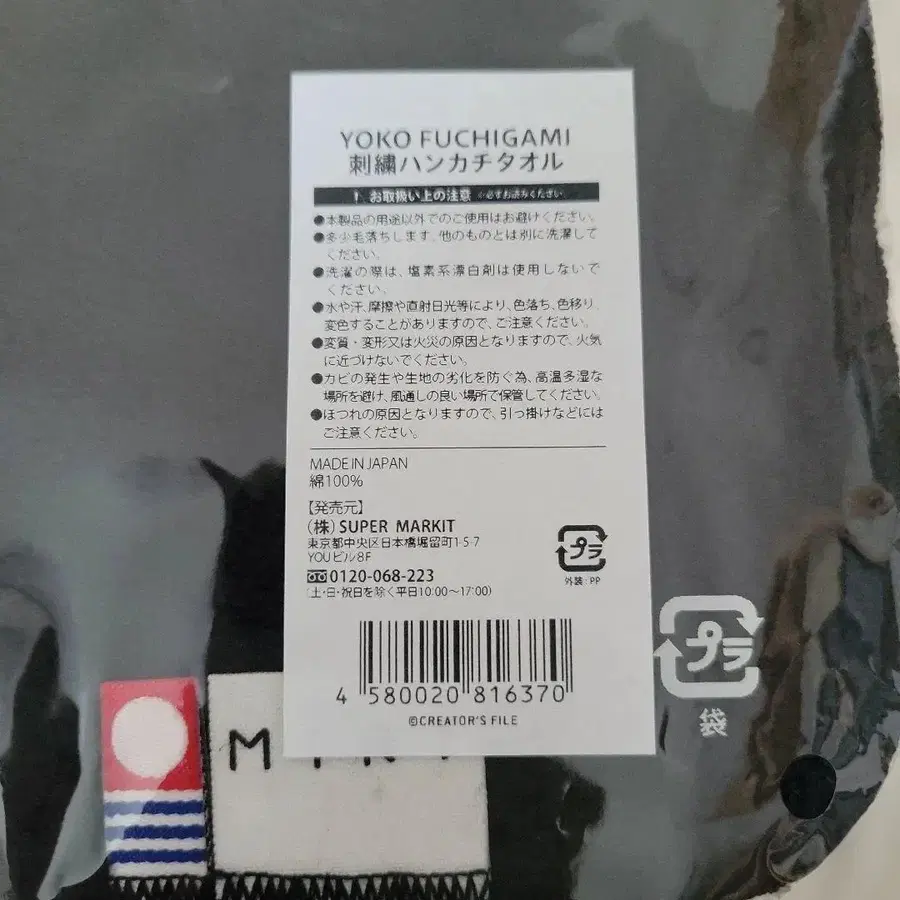 YOKO FUCHIGAMI
刺繍ハンカチタオル
！ お取扱い上の注意 ※必ずお読みください。
●本製品の用途以外でのご使用はお避けください。
●多少毛落ちします。他のものとは別に洗濯して
ください。
●洗濯の際は、塩素系漂白剤は使用しないで
ください。
●水や汗、摩擦や直射日光等により、色落ち、色移り、
変色することがありますので、ご注意ください。
●変質・変形又は火災の原因となりますので、火気
に近づけないでください。
●カビの発生や生地の劣化を防ぐ為、高温多湿な
場所を避け、風通しの良い場所で保管してください。
●ほつれの原因となりますので、引っ掛けなどには
ご注意ください。
MADE IN JAPAN
綿100%
【発売元】
(株) SUPER MARKIT
東京都中央区日本橋堀留町1-5-7
YOUビル8F
0120-068-223
(土・日・祝日を除く平日10:00〜17:00)
プラ
外装:PP
4 580020 816370
©CREATOR'S FILE
プラ
袋
M